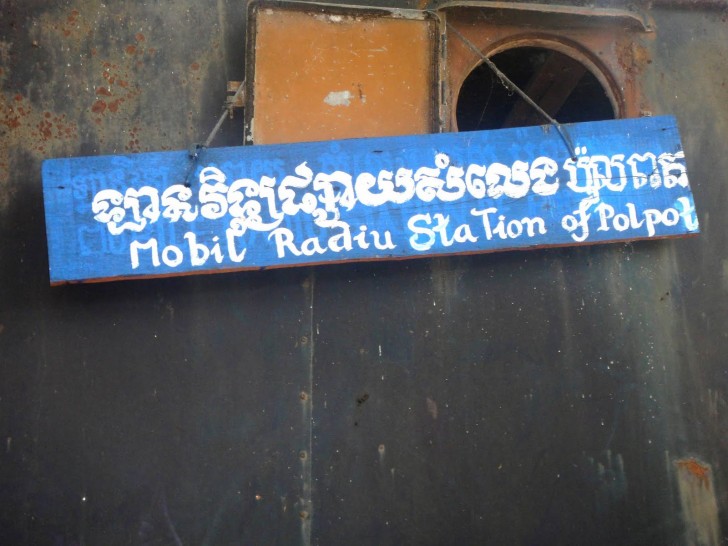 ឡានវិទ្យុផ្សាយសំលេង ប៉ុល ពត
Mobil Radiu StaTion of Polpot